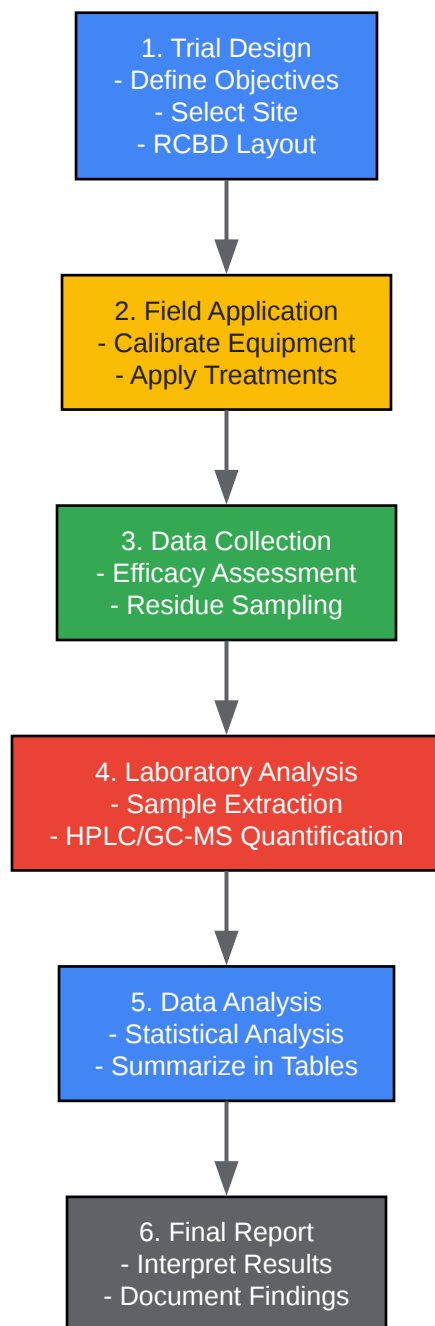 1. Trial Design
- Define Objectives
- Select Site
- RCBD Layout
2. Field Application
- Calibrate Equipment
- Apply Treatments
3. Data Collection
- Efficacy Assessment
- Residue Sampling
4. Laboratory Analysis
- Sample Extraction
- HPLC/GC-MS Quantification
5. Data Analysis
- Statistical Analysis
- Summarize in Tables
6. Final Report
- Interpret Results
- Document Findings